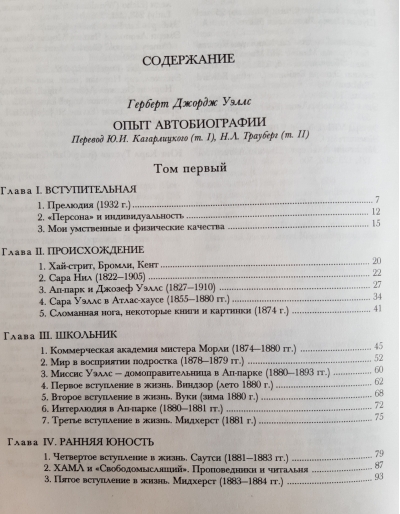 СОДЕРЖАНИЕ
Герберт Джордж Уэллс
ОПЫТ АВТОБИОГРАФИИ
Перевод Ю.И. Кагарлицкого (т. I), Н.Л. Трауберг (т. II)
Том первый
Глава I. ВСТУПИТЕЛЬНАЯ
1. Прелюдия (1932 г.) 7
2. «Персона» и индивидуальность 12
3. Мои умственные и физические качества 15
Глава II. ПРОИСХОЖДЕНИЕ
1. Хай-стрит, Бромли, Кент 20
2. Сара Нил (1822–1905) 22
3. Ап-парк и Джозеф Уэллс (1827–1910) 27
4. Сара Уэллс в Атлас-хаусе (1855–1880 гг.) 34
5. Сломанная нога, некоторые книги и картинки (1874 г.) 41
Глава III. ШКОЛЬНИК
1. Коммерческая академия мистера Морли (1874–1880 гг.) 45
2. Мир в восприятии подростка (1878–1879 гг.) 52
3. Миссис Уэллс – домоправительница в Ап-парке (1880–1893 гг.) 60
4. Первое вступление в жизнь. Виндзор (лето 1880 г.) 62
5. Второе вступление в жизнь. Вуки (зима 1880 г.) 68
6. Интерлюдия в Ап-парке (1880–1881 гг.) 72
7. Третье вступление в жизнь. Мидхерст (1881 г.) 75
Глава IV. РАННЯЯ ЮНОСТЬ
1. Четвертое вступление в жизнь. Саутси (1881–1883 гг.) 79
2. ХАМЛ и «Свободомыслящий». Проповедники и читальня 87
3. Пятое вступление в жизнь. Мидхерст (1883–1884 гг.) 93